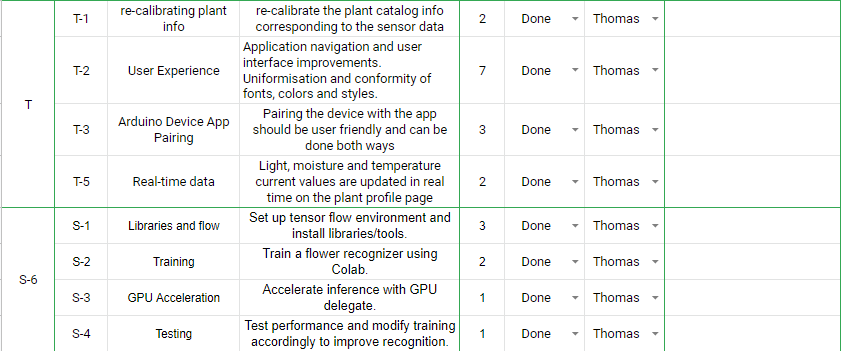 T
T-1
re-calibrating plant
info
re-calibrate the plant catalog info
corresponding to the sensor data
2
Done
Thomas
T-2
User Experience
Application navigation and user
interface improvements.
Uniformisation and conformity of
fonts, colors and styles.
7
Done
Thomas
T-3
Arduino Device App
Pairing
Pairing the device with the app
should be user friendly and can be
done both ways
3
Done
Thomas
T-5
Real-time data
Light, moisture and temperature
current values are updated in real
time on the plant profile page
2
Done
Thomas
S-6
S-1
Libraries and flow
Set up tensor flow environment and
install libraries/tools.
3
Done
Thomas
S-2
Training
Train a flower recognizer using
Colab.
2
Done
Thomas
S-3
GPU Acceleration
Accelerate inference with GPU
delegate.
1
Done
Thomas
S-4
Testing
Test performance and modify training
accordingly to improve recognition.
1
Done
Thomas